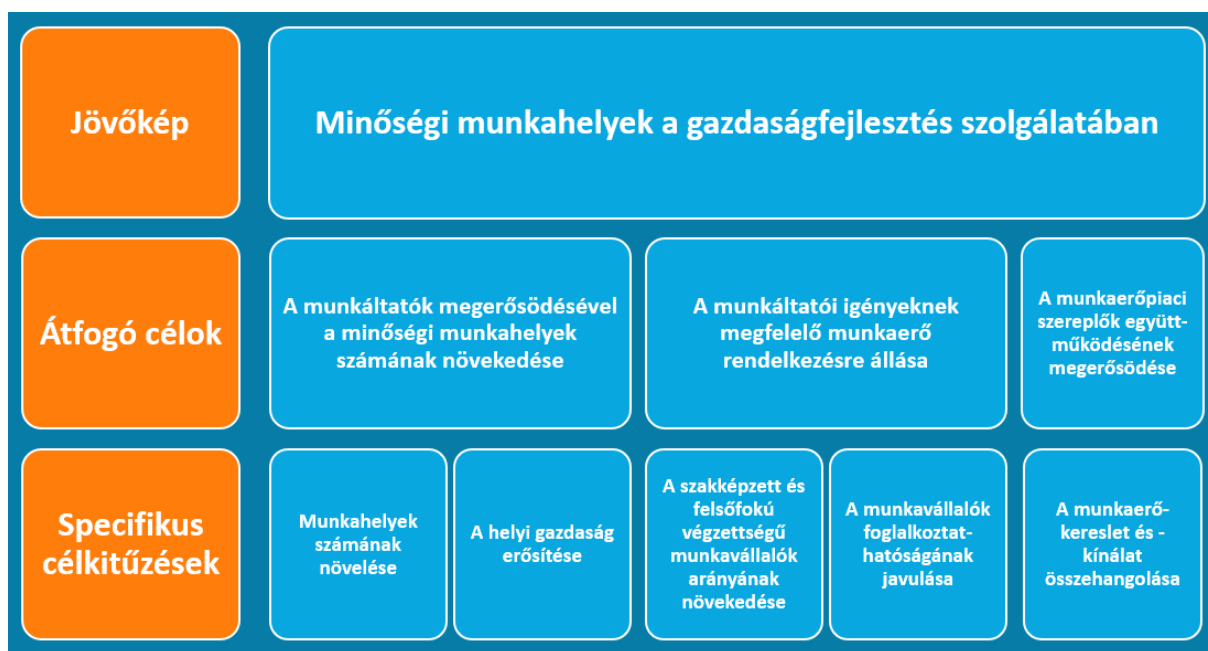 Jövőkép
Minőségi munkahelyek a gazdaságfejlesztés szolgálatában
Átfogó célok
A munkáltatók megerősödésével
a minőségi munkahelyek
számának növekedése
A munkáltatói igényeknek
megfelelő munkaerő
rendelkezésre állása
A munkaerőpiaci
szereplők együtt-
működésének
megerősödése
Specifikus
célkitűzések
Munkahelyek
számának
növelése
A helyi gazdaság
erősítése
A szakképzett és
felsőfokú
végzettségű
munkavállalók
arányának
növekedése
A munkavállalók
foglalkoztat-
hatóságának
javulása
A munkaerő-
kereslet és -
kínálat
összehangolása